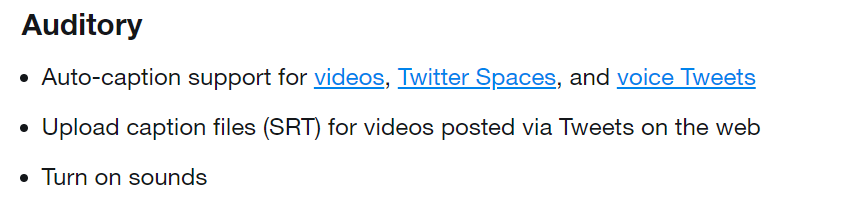 Auditory
• Auto-caption support for videos, Twitter Spaces, and voice Tweets
• Upload caption files (SRT) for videos posted via Tweets on the web
• Turn on sounds